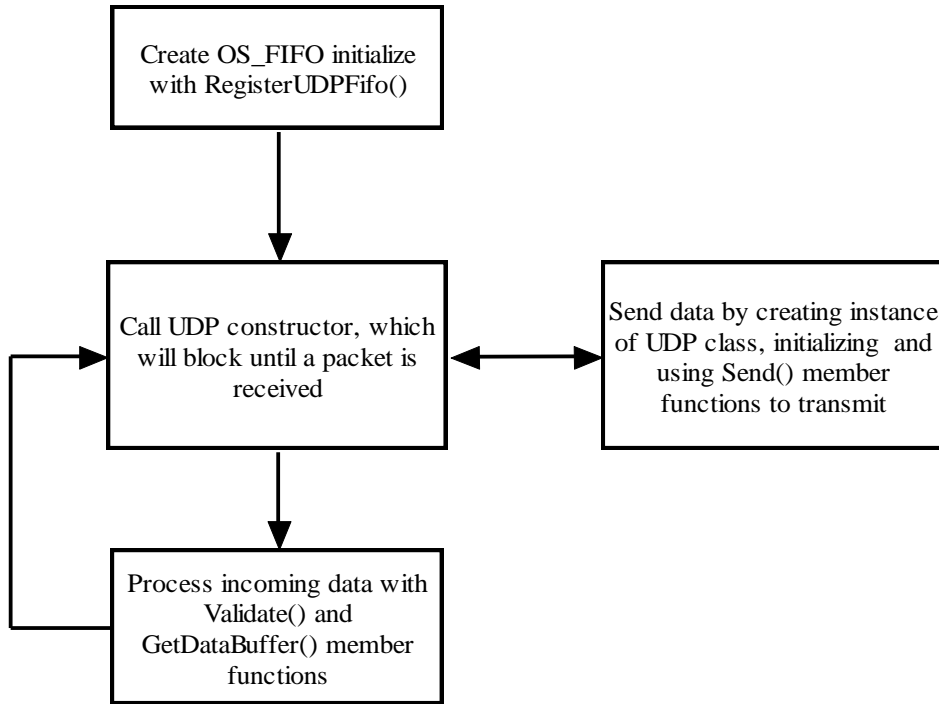 Create OS_FIFO initialize
with RegisterUDPFifo()
Call UDP constructor, which
will block until a packet is
received
Send data by creating instance
of UDP class, initializing  and
using Send() member
functions to transmit
Process incoming data with
Validate() and
GetDataBuffer() member
functions